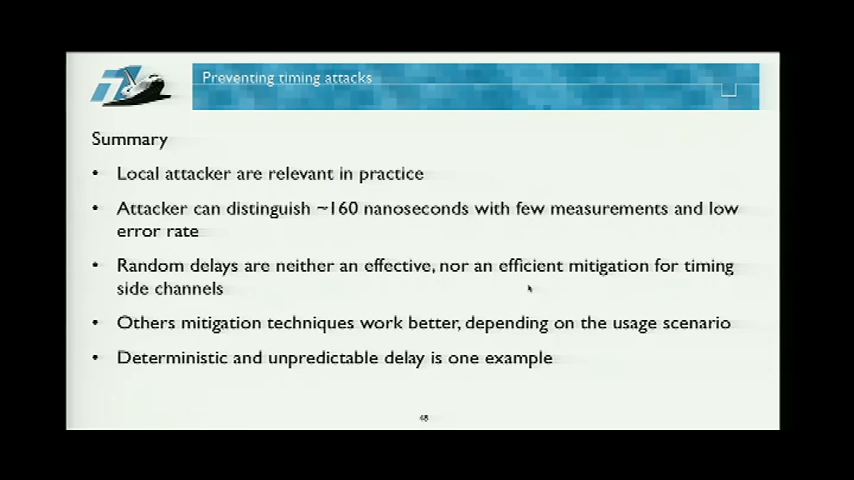 Preventing timing attacks
Summary
• Local attacker are relevant in practice
• Attacker can distinguish ~160 nanoseconds with few measurements and low
error rate
• Random delays are neither an effective, nor an efficient mitigation for timing
side channels
• Others mitigation techniques work better, depending on the usage scenario
• Deterministic and unpredictable delay is one example
48